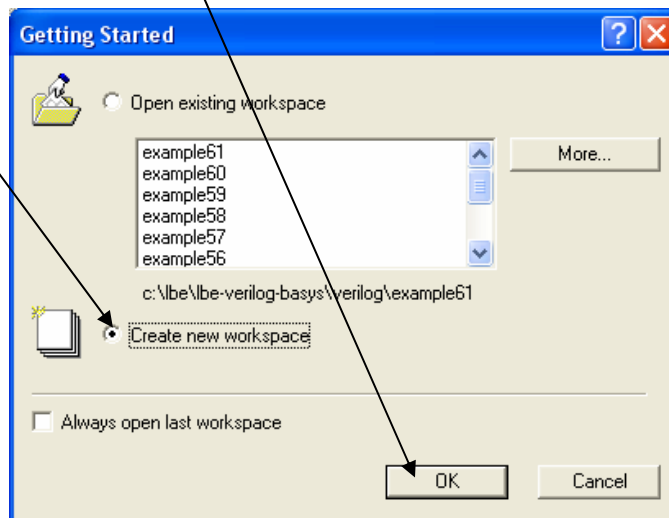 Getting Started
Open existing workspace
example61
More...
example60
example59
example58
example57
example56
c:\lbe\lbe-verilog-basys\verilog\example61
Create new workspace
Always open last workspace
OK
Cancel